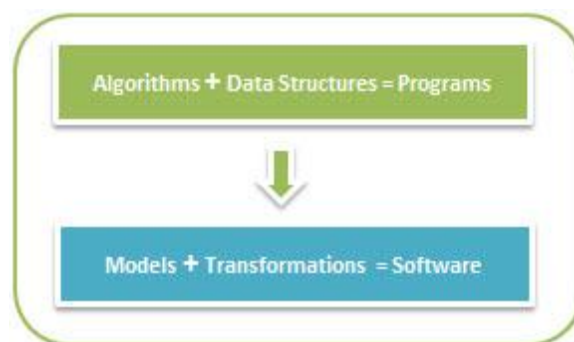 Algorithms + Data Structures = Programs
Models + Transformations = Software